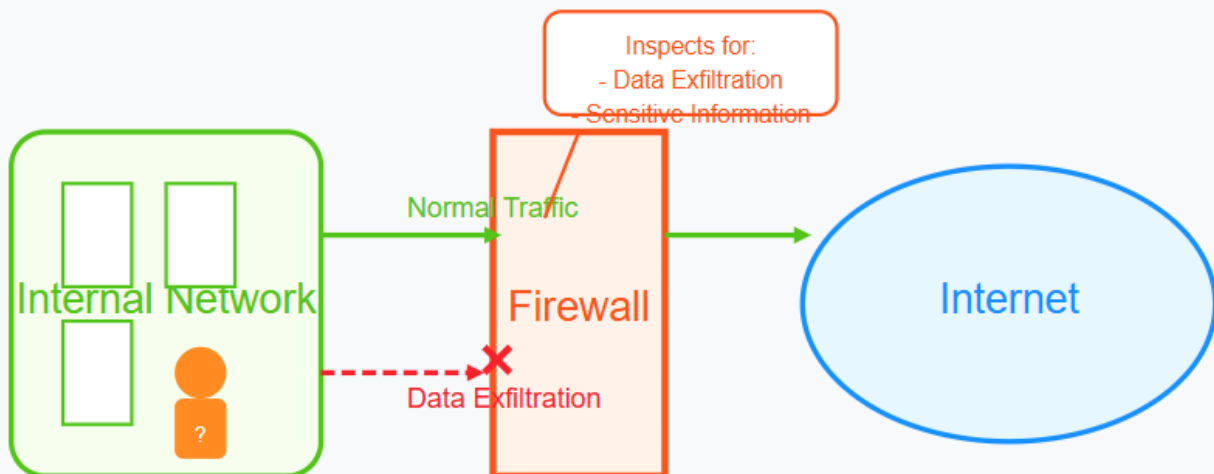 Inspects for:
- Data Exfiltration
- Sensitive Information
Normal Traffic
Internal Network
Firewall
Internet
Data Exfiltration
?